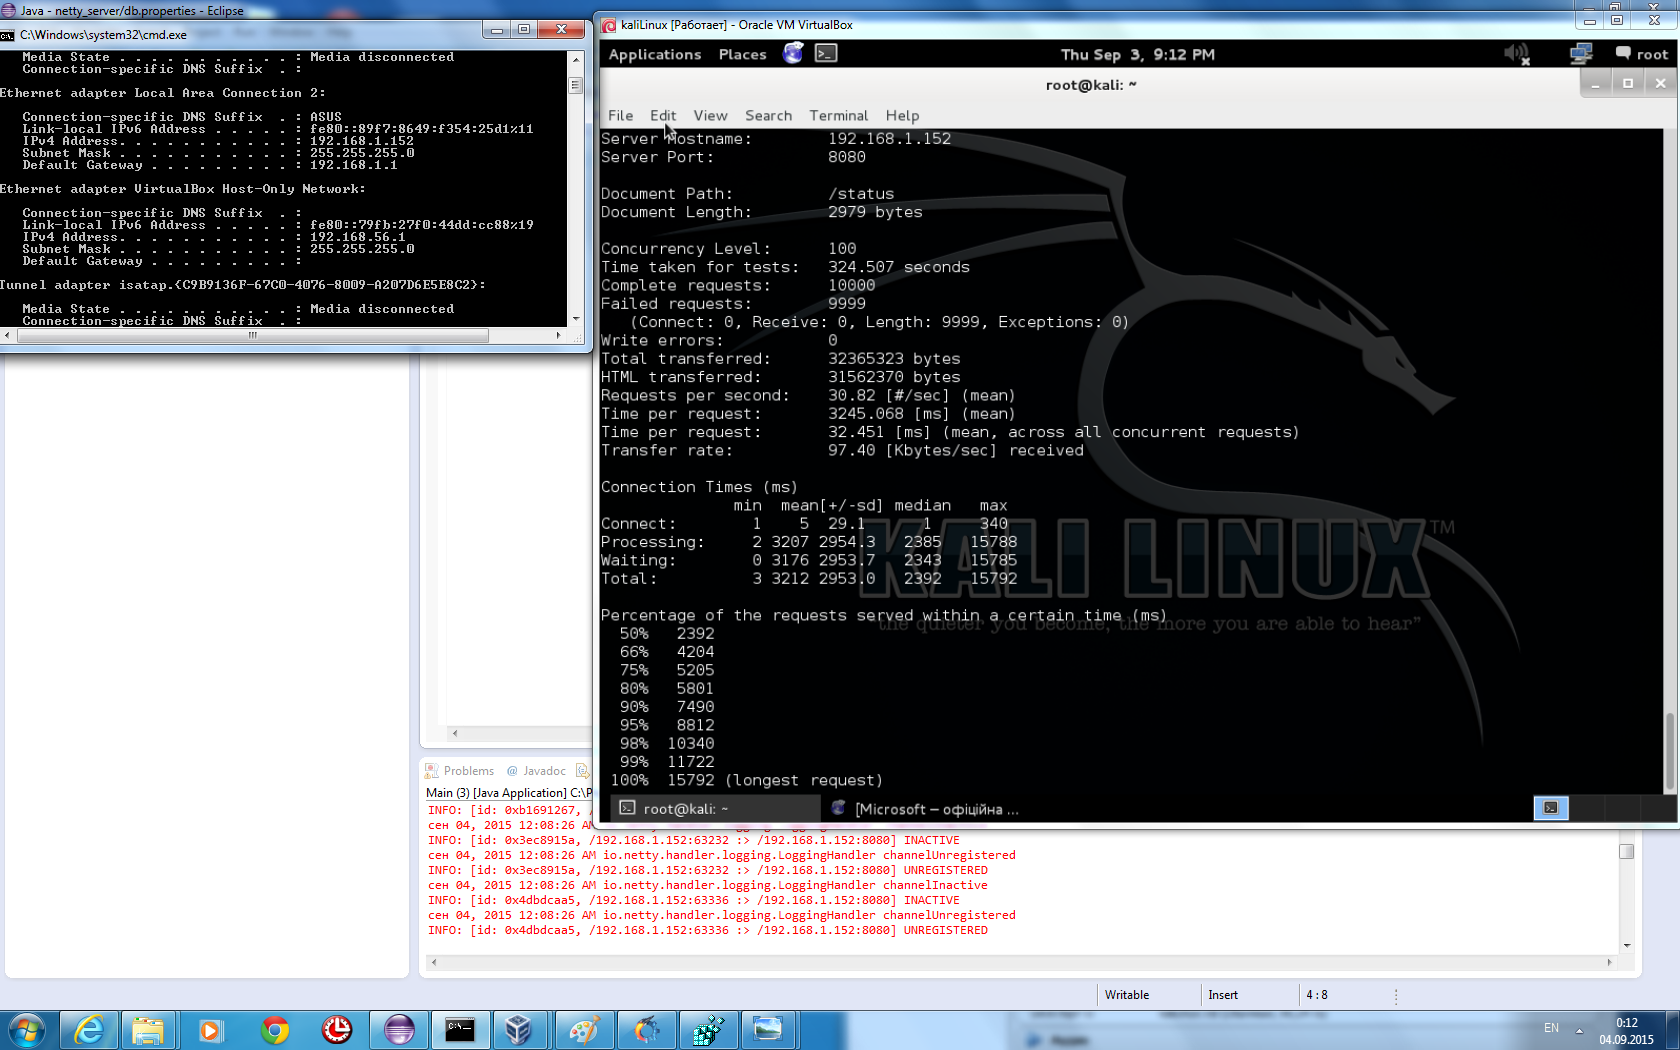 Java - netty_server/db.properties - Eclipse
C:\Windows\system32\cmd.exe
Media State . . . . . . . . . . . : Media disconnected
Connection-specific DNS Suffix  . :
Ethernet adapter Local Area Connection 2:
Connection-specific DNS Suffix  . : ASUS
Link-local IPv6 Address . . . . . : fe80::89f7:8649:f354:25d1%11
IPv4 Address. . . . . . . . . . . : 192.168.1.152
Subnet Mask . . . . . . . . . . . : 255.255.255.0
Default Gateway . . . . . . . . . : 192.168.1.1
Ethernet adapter VirtualBox Host-Only Network:
Connection-specific DNS Suffix  . :
Link-local IPv6 Address . . . . . : fe80::79fb:27f0:44dd:cc88%19
IPv4 Address. . . . . . . . . . . : 192.168.56.1
Subnet Mask . . . . . . . . . . . : 255.255.255.0
Default Gateway . . . . . . . . . :
Tunnel adapter isatap.{C9B9136F-67C0-4076-8009-A207D6E5E8C2}:
Media State . . . . . . . . . . . : Media disconnected
Connection-specific DNS Suffix  . :
kaliLinux [Работает] - Oracle VM VirtualBox
Applications Places Thu Sep 3, 9:12 PM root
root@kali: ~
File Edit View Search Terminal Help
Server Hostname: 192.168.1.152
Server Port: 8080
Document Path: /status
Document Length: 2979 bytes
Concurrency Level: 100
Time taken for tests: 324.507 seconds
Complete requests: 10000
Failed requests: 9999
(Connect: 0, Receive: 0, Length: 9999, Exceptions: 0)
Write errors: 0
Total transferred: 32365323 bytes
HTML transferred: 31562370 bytes
Requests per second: 30.82 [#/sec] (mean)
Time per request: 3245.068 [ms] (mean)
Time per request: 32.451 [ms] (mean, across all concurrent requests)
Transfer rate: 97.40 [Kbytes/sec] received
Connection Times (ms)
min mean[+/-sd] median max
Connect: 1 5 29.1 1 340
Processing: 2 3207 2954.3 2385 15788
Waiting: 0 3176 2953.7 2343 15785
Total: 3 3212 2953.0 2392 15792
KALI LINUX™
Percentage of the requests served within a certain time (ms)
the quieter you become, the more you are able to hear”
50% 2392
66% 4204
75% 5205
80% 5801
90% 7490
95% 8812
98% 10340
99% 11722
100% 15792 (longest request)
root@kali: ~ [Microsoft — офіційна ...
Problems @ Javadoc
Main (3) [Java Application] C:\P
INFO: [id: 0xb1691267, /
сен 04, 2015 12:08:26 AM
INFO: [id: 0x3ec8915a, /192.168.1.152:63232 :> /192.168.1.152:8080] INACTIVE
сен 04, 2015 12:08:26 AM io.netty.handler.logging.LoggingHandler channelUnregistered
INFO: [id: 0x3ec8915a, /192.168.1.152:63232 :> /192.168.1.152:8080] UNREGISTERED
сен 04, 2015 12:08:26 AM io.netty.handler.logging.LoggingHandler channelInactive
INFO: [id: 0x4dbdcaa5, /192.168.1.152:63336 :> /192.168.1.152:8080] INACTIVE
сен 04, 2015 12:08:26 AM io.netty.handler.logging.LoggingHandler channelUnregistered
INFO: [id: 0x4dbdcaa5, /192.168.1.152:63336 :> /192.168.1.152:8080] UNREGISTERED
Writable Insert 4 : 8
EN 0:12
04.09.2015